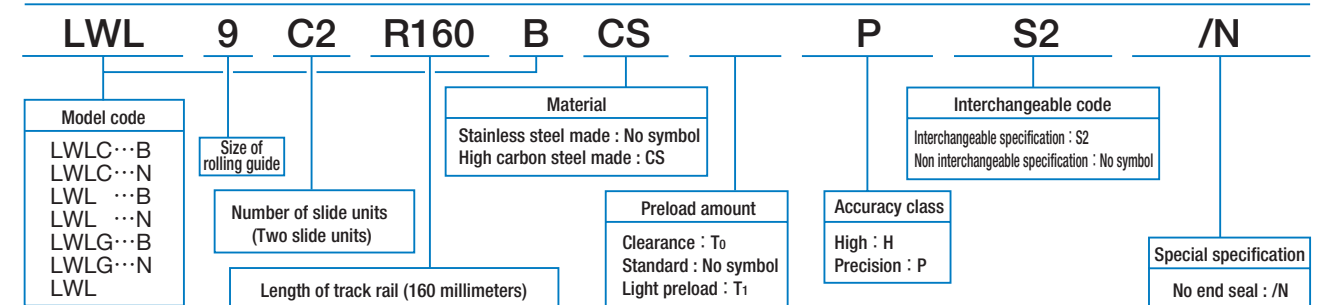 LWL 9 C2 R160 B CS P S2 /N
Model code
LWLC⋯B
LWLC⋯N
LWL ⋯B
LWL ⋯N
LWLG⋯B
LWLG⋯N
LWL
Size of
rolling guide
Number of slide units
(Two slide units)
Length of track rail (160 millimeters)
Material
Stainless steel made : No symbol
High carbon steel made : CS
Preload amount
Clearance : T0
Standard : No symbol
Light preload : T1
Accuracy class
High : H
Precision : P
Interchangeable code
Interchangeable specification : S2
Non interchangeable specification : No symbol
Special specification
No end seal : /N